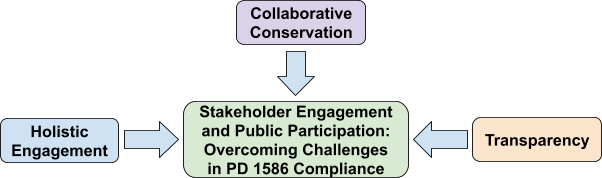 Collaborative
Conservation
Holistic
Engagement
Stakeholder Engagement
and Public Participation:
Overcoming Challenges
in PD 1586 Compliance
Transparency